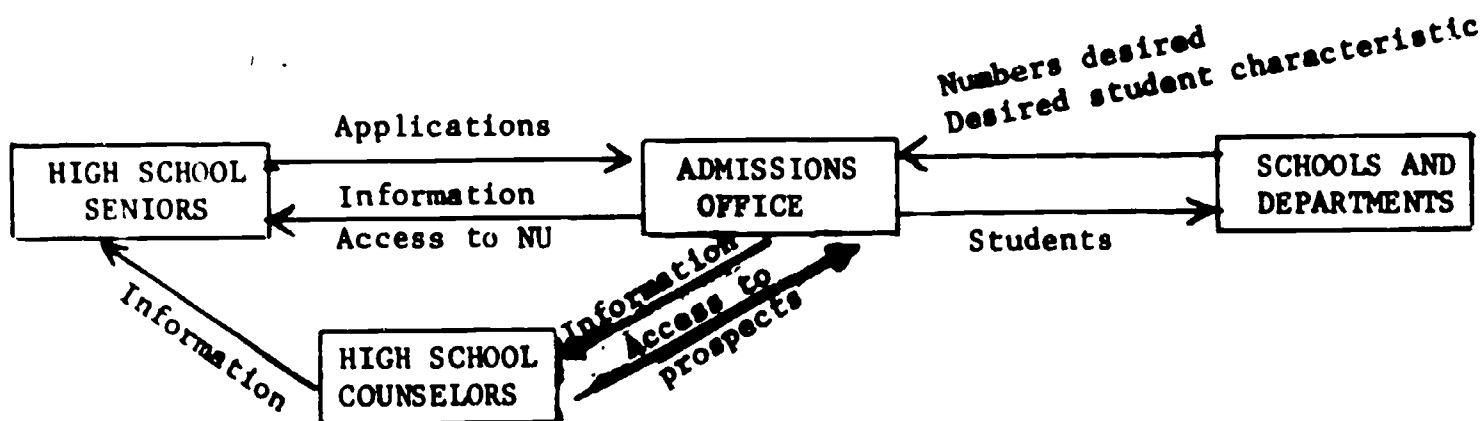 Numbers desired
Desired student characteristic
Applications
HIGH SCHOOL
SENIORS
Information
Access to NU
ADMISSIONS
OFFICE
SCHOOLS AND
DEPARTMENTS
Students
Information
Information
Access to
prospects
HIGH SCHOOL
COUNSELORS